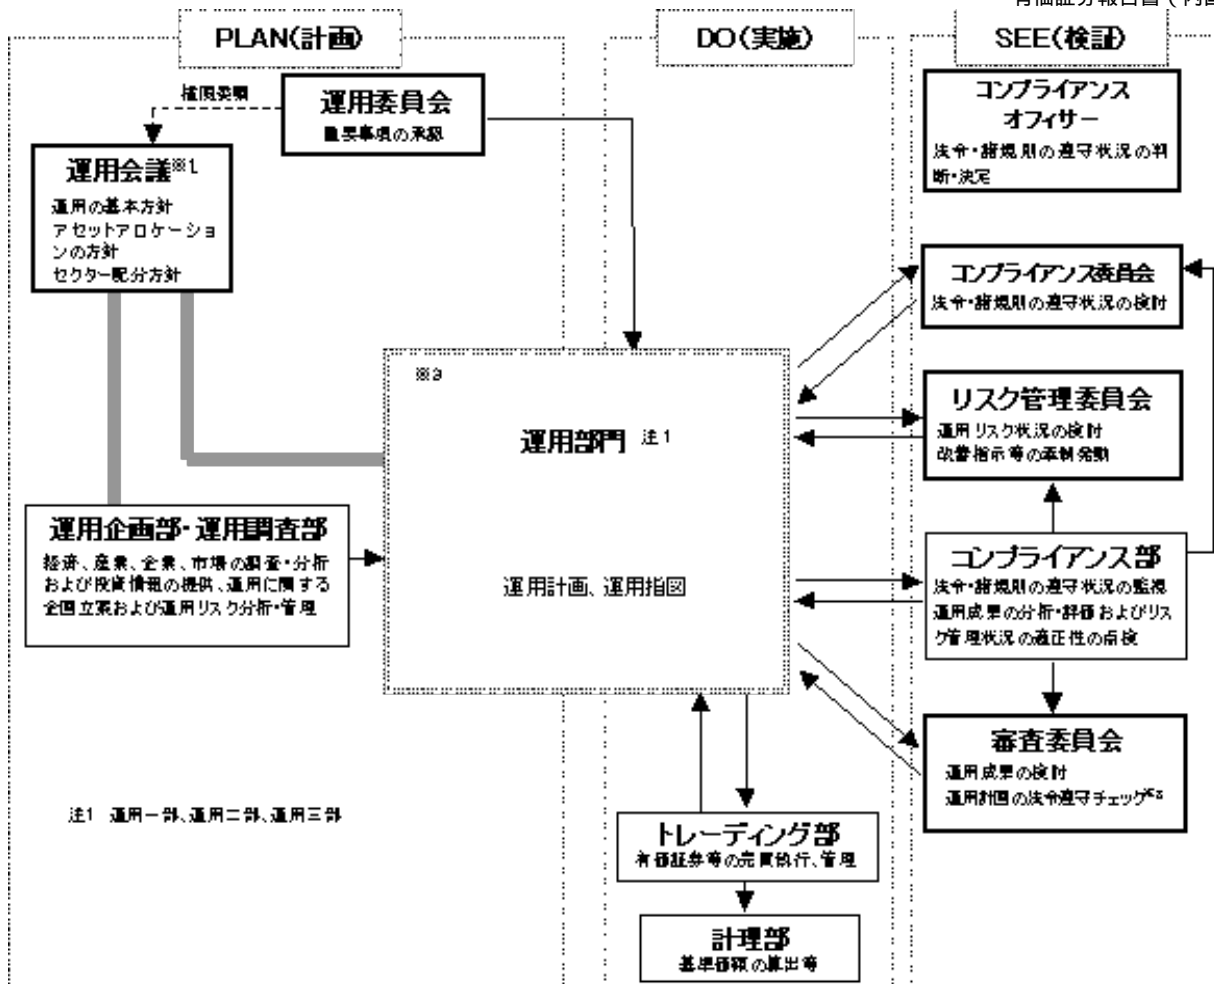 有価証券報告書（内国
PLAN(計画)
DO(実施)
SEE(検証)
権限委譲
運用委員会
重要事項の承認
運用会議※1
運用の基本方針
アセットアロケーショ
ンの方針
セクター配分方針
コンプライアンス
オフィサー
法令・諸規則の遵守状況の判
断・決定
コンプライアンス委員会
法令・諸規則の遵守状況の検討
運用部門 注1
運用計画、運用指図
リスク管理委員会
運用リスク状況の検討
改善指示等の牽制発動
運用企画部・運用調査部
経済、産業、企業、市場の調査・分析
および投資情報の提供、運用に関する
企画立案および運用リスク分析・管理
コンプライアンス部
法令・諸規則の遵守状況の監視
運用成果の分析・評価およびリス
ク管理状況の適正性の点検
審査委員会
運用成果の検討
運用計画の法令遵守チェック
注1 運用一部、運用二部、運用三部
トレーディング部
有価証券等の売買執行、管理
計理部
基準価額の算出等